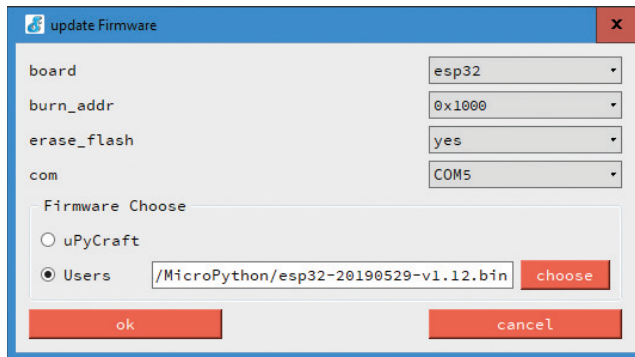 update Firmware x
board esp32
burn_addr 0x1000
erase_flash yes
com COM5
Firmware Choose
uPyCraft
Users /MicroPython/esp32-20190529-v1.12.bin choose
ok cancel